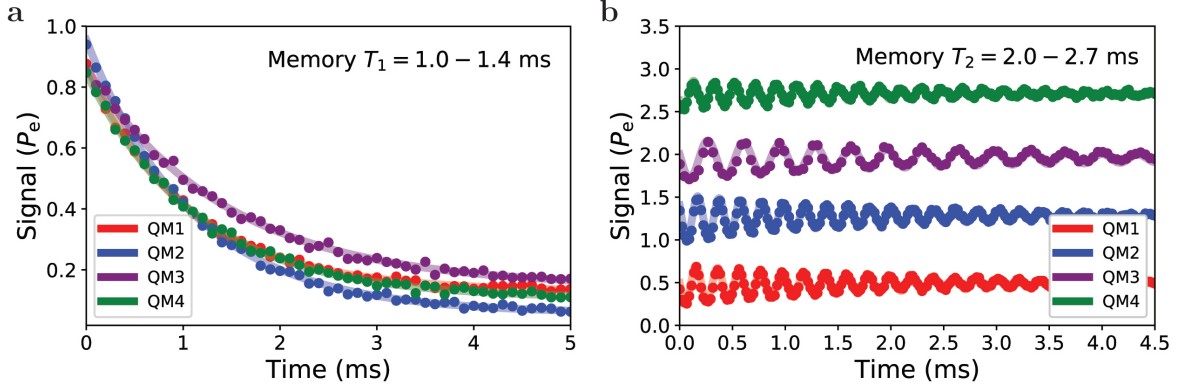 a
Memory T₁ = 1.0 − 1.4 ms
Signal (Pₑ)
1.0
0.8
0.6
0.4
0.2
QM1
QM2
QM3
QM4
0 1 2 3 4 5
Time (ms)
b
Memory T₂ = 2.0 − 2.7 ms
Signal (Pₑ)
3.5
3.0
2.5
2.0
1.5
1.0
0.5
0.0
QM1
QM2
QM3
QM4
0.0 0.5 1.0 1.5 2.0 2.5 3.0 3.5 4.0 4.5
Time (ms)